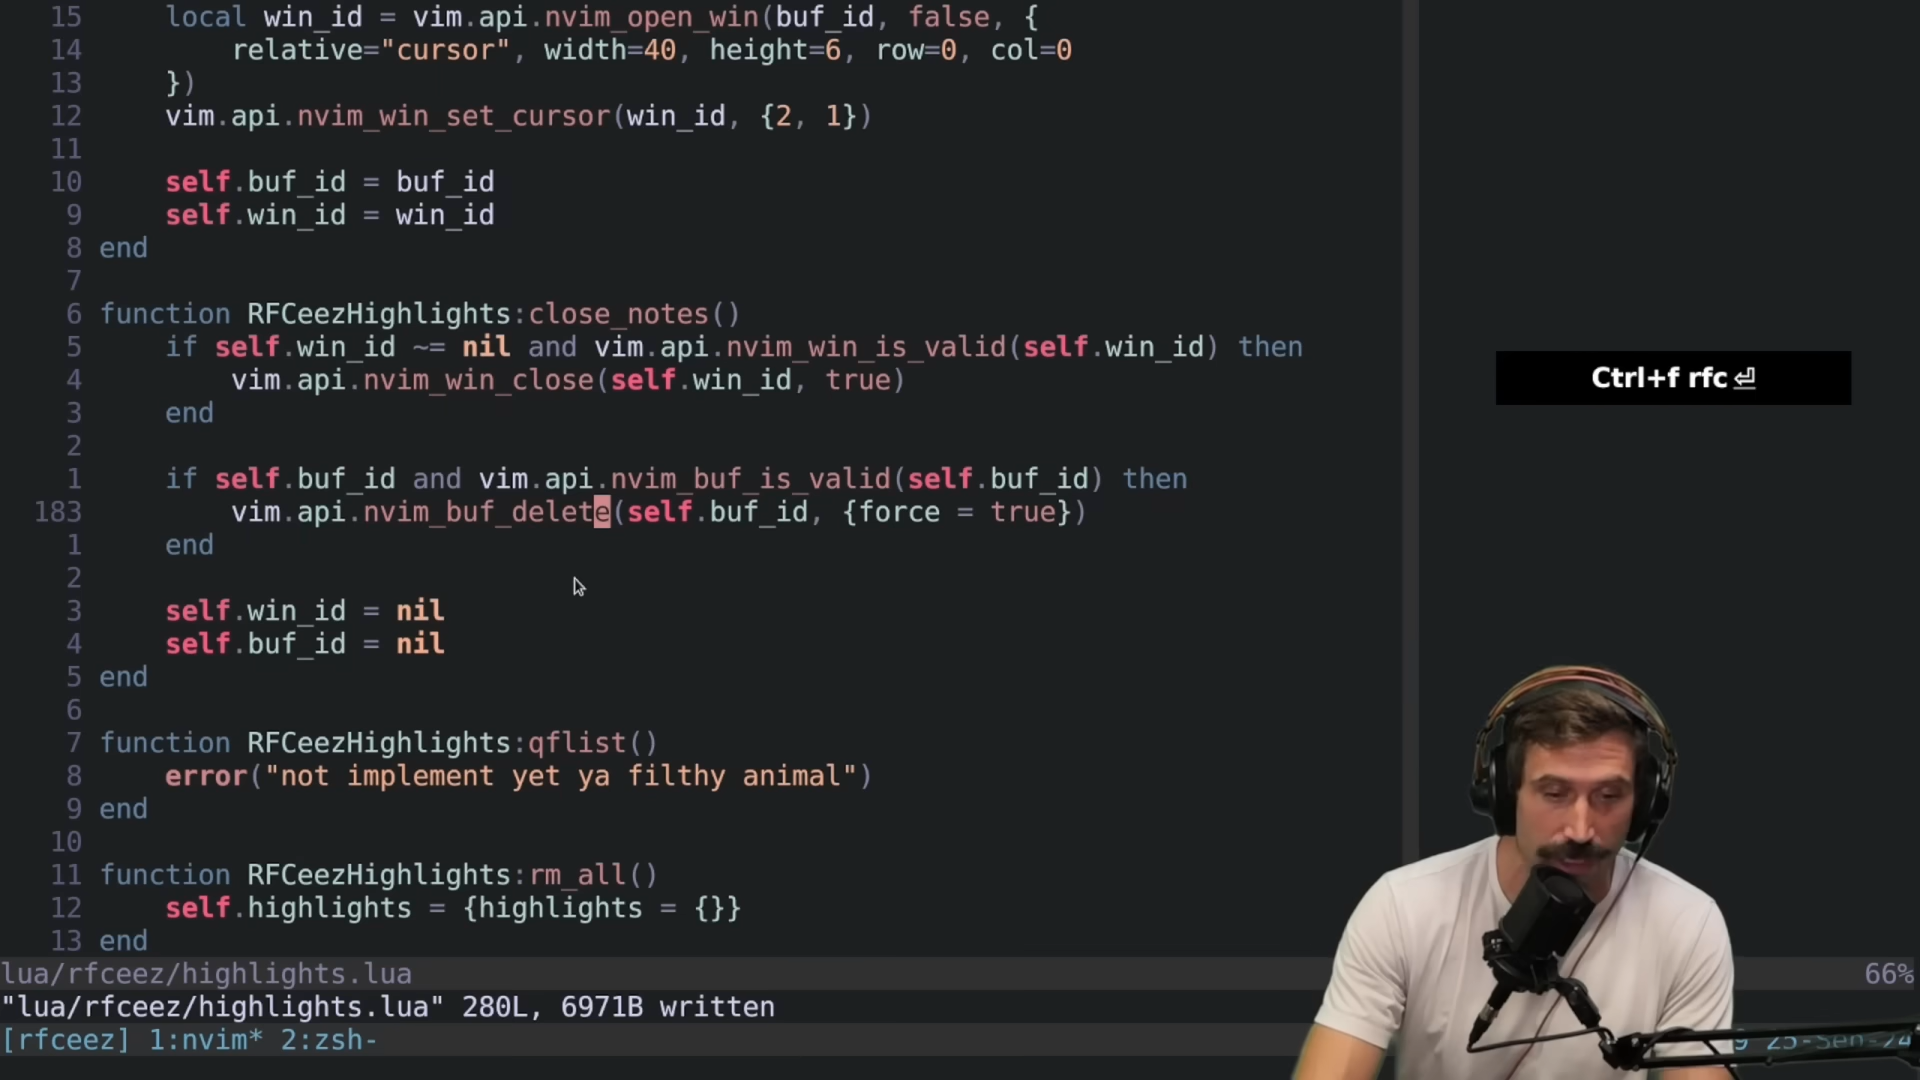 15 local win_id = vim.api.nvim_open_win(buf_id, false, {
14 relative="cursor", width=40, height=6, row=0, col=0
13 })
12 vim.api.nvim_win_set_cursor(win_id, {2, 1})
11
10 self.buf_id = buf_id
9 self.win_id = win_id
8 end
7
6 function RFCeezHighlights:close_notes()
5 if self.win_id ~= nil and vim.api.nvim_win_is_valid(self.win_id) then
4 vim.api.nvim_win_close(self.win_id, true)
3 end
2
1 if self.buf_id and vim.api.nvim_buf_is_valid(self.buf_id) then
183 vim.api.nvim_buf_delete(self.buf_id, {force = true})
1 end
2
3 self.win_id = nil
4 self.buf_id = nil
5 end
6
7 function RFCeezHighlights:qflist()
8 error("not implement yet ya filthy animal")
9 end
10
11 function RFCeezHighlights:rm_all()
12 self.highlights = {highlights = {}}
13 end
Ctrl+f rfc⏎
lua/rfceez/highlights.lua 66%
"lua/rfceez/highlights.lua" 280L, 6971B written
[rfceez] 1:nvim* 2:zsh- 25-Sep-24